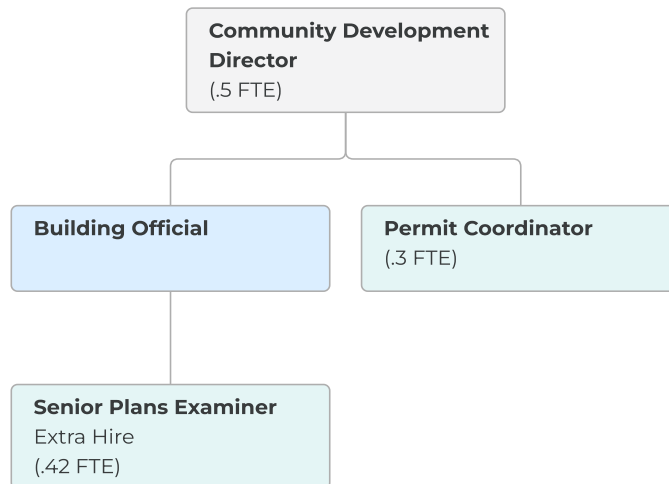 Community Development
Director
(.5 FTE)
Building Official
Permit Coordinator
(.3 FTE)
Senior Plans Examiner
Extra Hire
(.42 FTE)